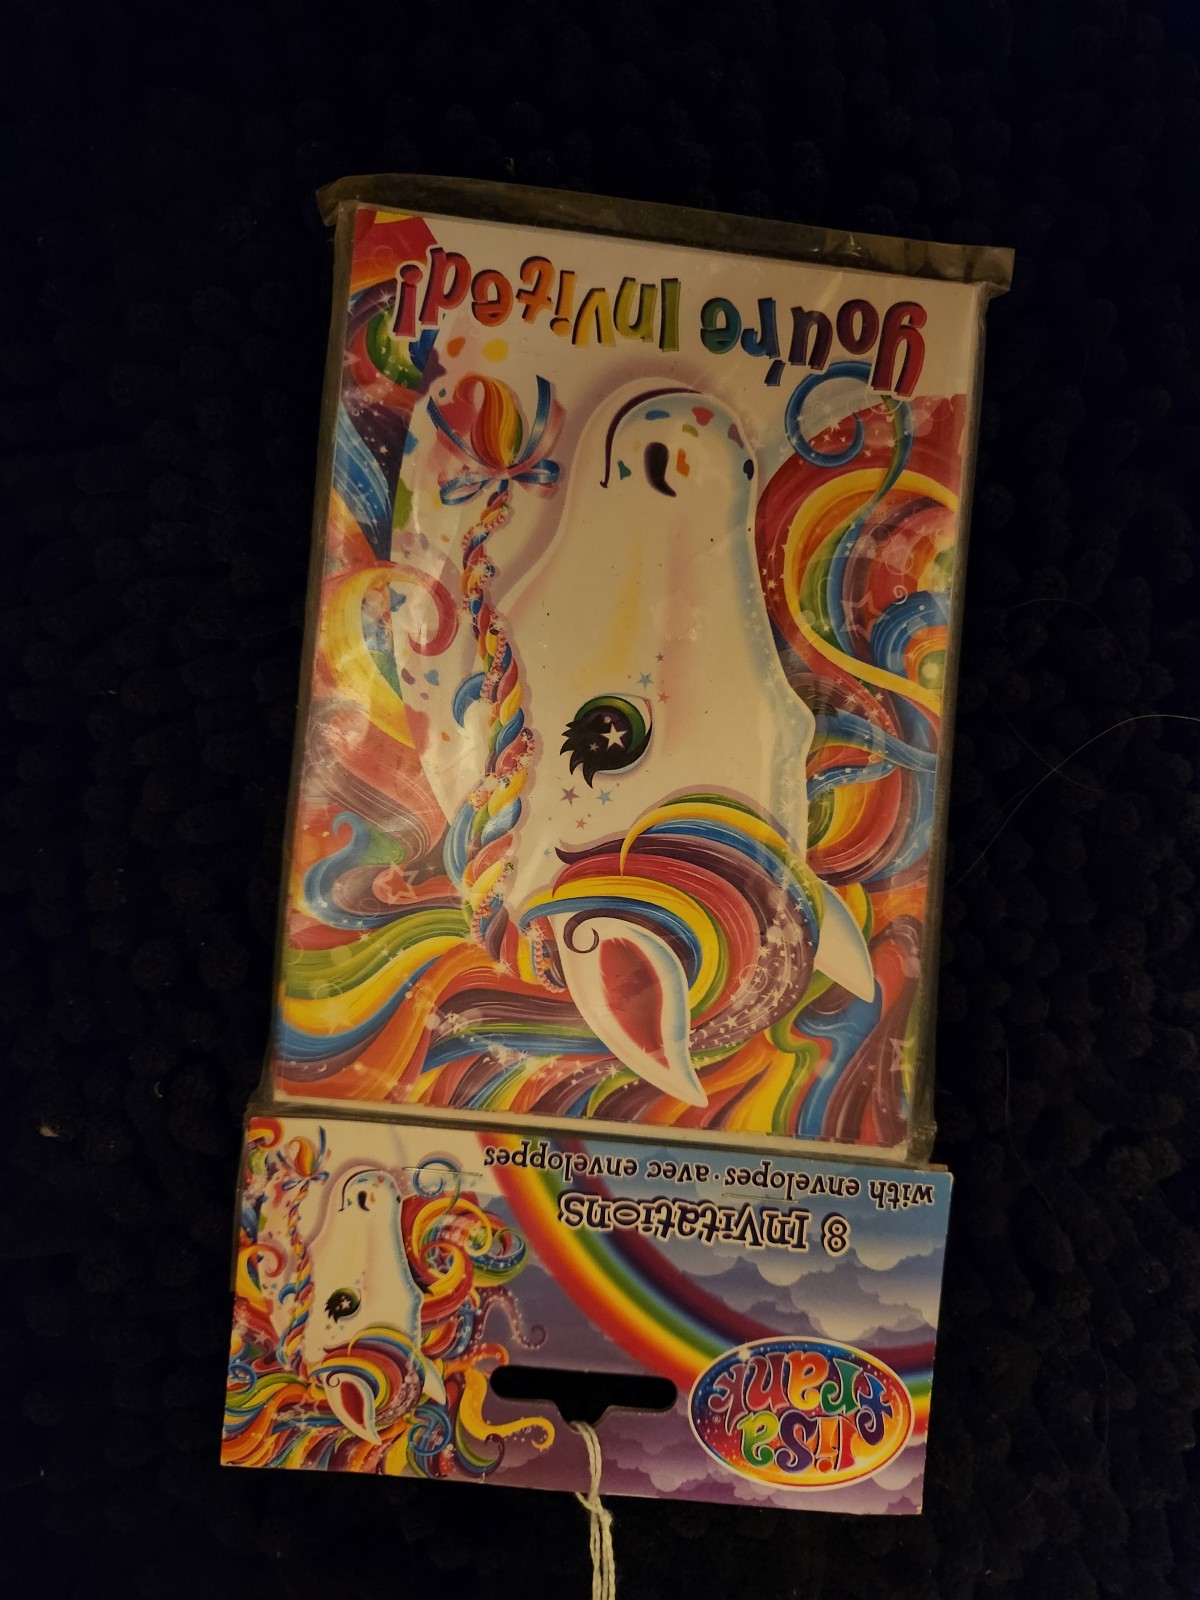 lisa
frank
8 Invitations
with envelopes • avec enveloppes
you're Invited!